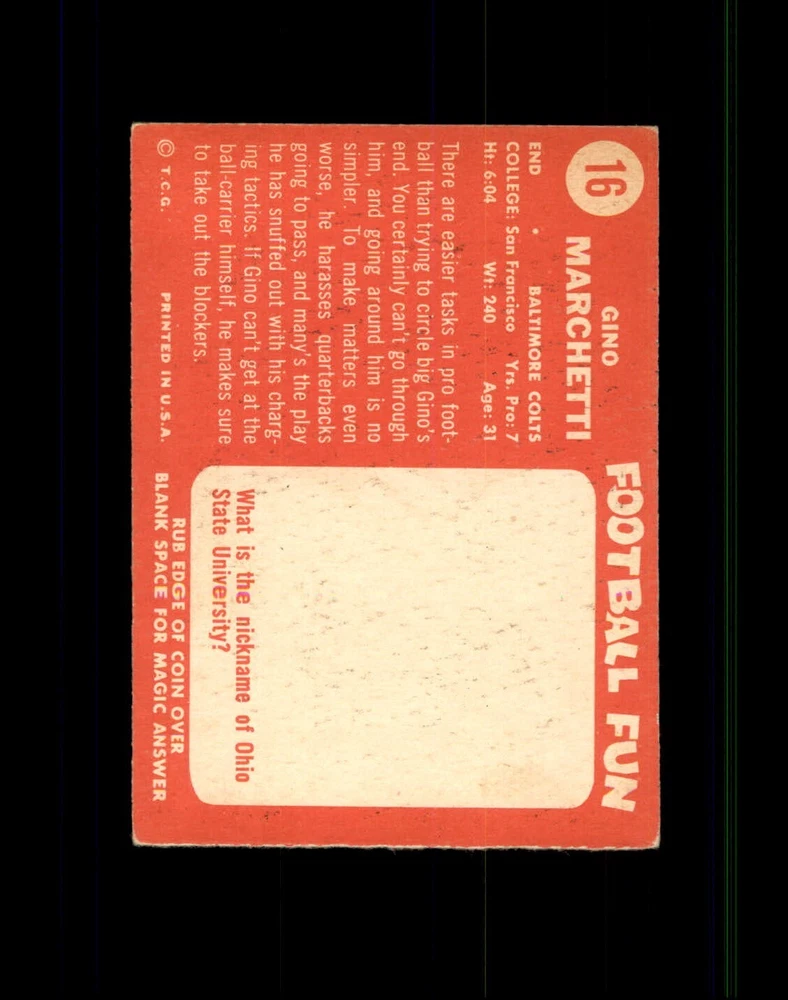 16
GINO
MARCHETTI
END • BALTIMORE COLTS
COLLEGE: San Francisco Yrs. Pro: 7
Ht: 6:04 Wt: 240 Age: 31
There are easier tasks in pro foot-
ball than trying to circle big Gino's
end. You certainly can't go through
him, and going around him is no
simpler. To make matters even
worse, he harasses quarterbacks
going to pass, and many's the play
he has snuffed out with his charg-
ing tactics. If Gino can't get at the
ball-carrier himself, he makes sure
to take out the blockers.
© T.C.G. PRINTED IN U.S.A.
FOOTBALL FUN
What is the nickname of Ohio
State University?
RUB EDGE OF COIN OVER
BLANK SPACE FOR MAGIC ANSWER